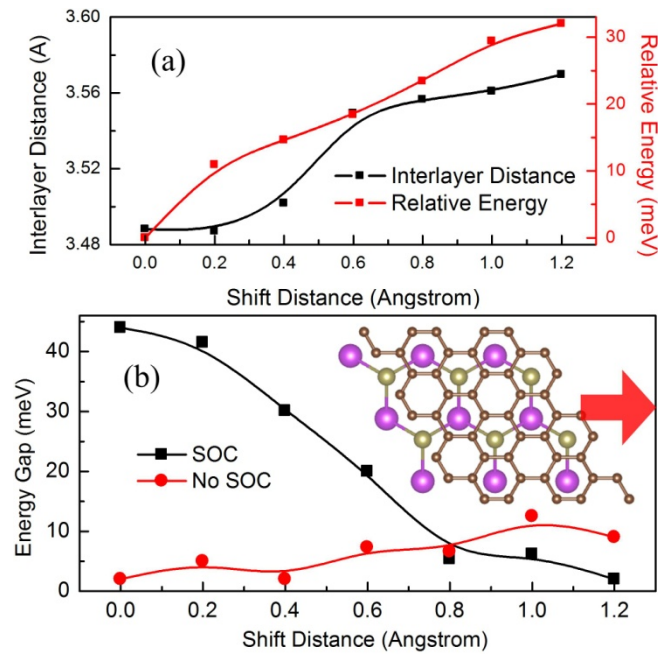 (a)
3.60
3.56
3.52
3.48
Interlayer Distance (A)
30
20
10
0
Relative Energy (meV)
Interlayer Distance
Relative Energy
0.0 0.2 0.4 0.6 0.8 1.0 1.2
Shift Distance (Angstrom)
(b)
40
30
20
10
0
Energy Gap (meV)
SOC
No SOC
0.0 0.2 0.4 0.6 0.8 1.0 1.2
Shift Distance (Angstrom)